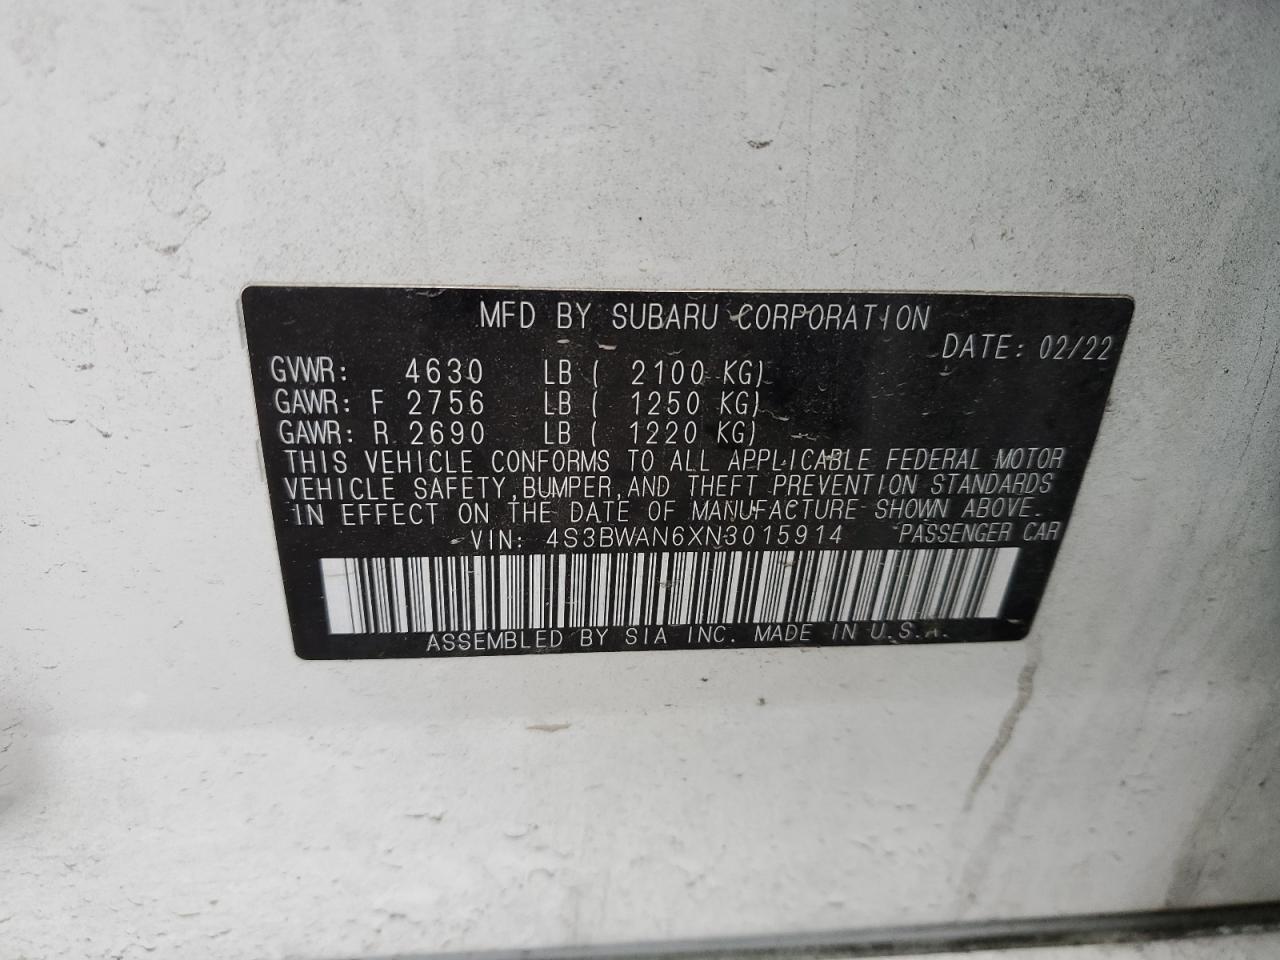 MFD BY SUBARU CORPORATION
DATE: 02/22
GVWR: 4630 LB ( 2100 KG)
GAWR: F 2756 LB ( 1250 KG)
GAWR: R 2690 LB ( 1220 KG)
THIS VEHICLE CONFORMS TO ALL APPLICABLE FEDERAL MOTOR
VEHICLE SAFETY, BUMPER, AND THEFT PREVENTION STANDARDS
IN EFFECT ON THE DATE OF MANUFACTURE SHOWN ABOVE.
VIN: 4S3BWAN6XN3015914 PASSENGER CAR
ASSEMBLED BY SIA INC. MADE IN U.S.A.